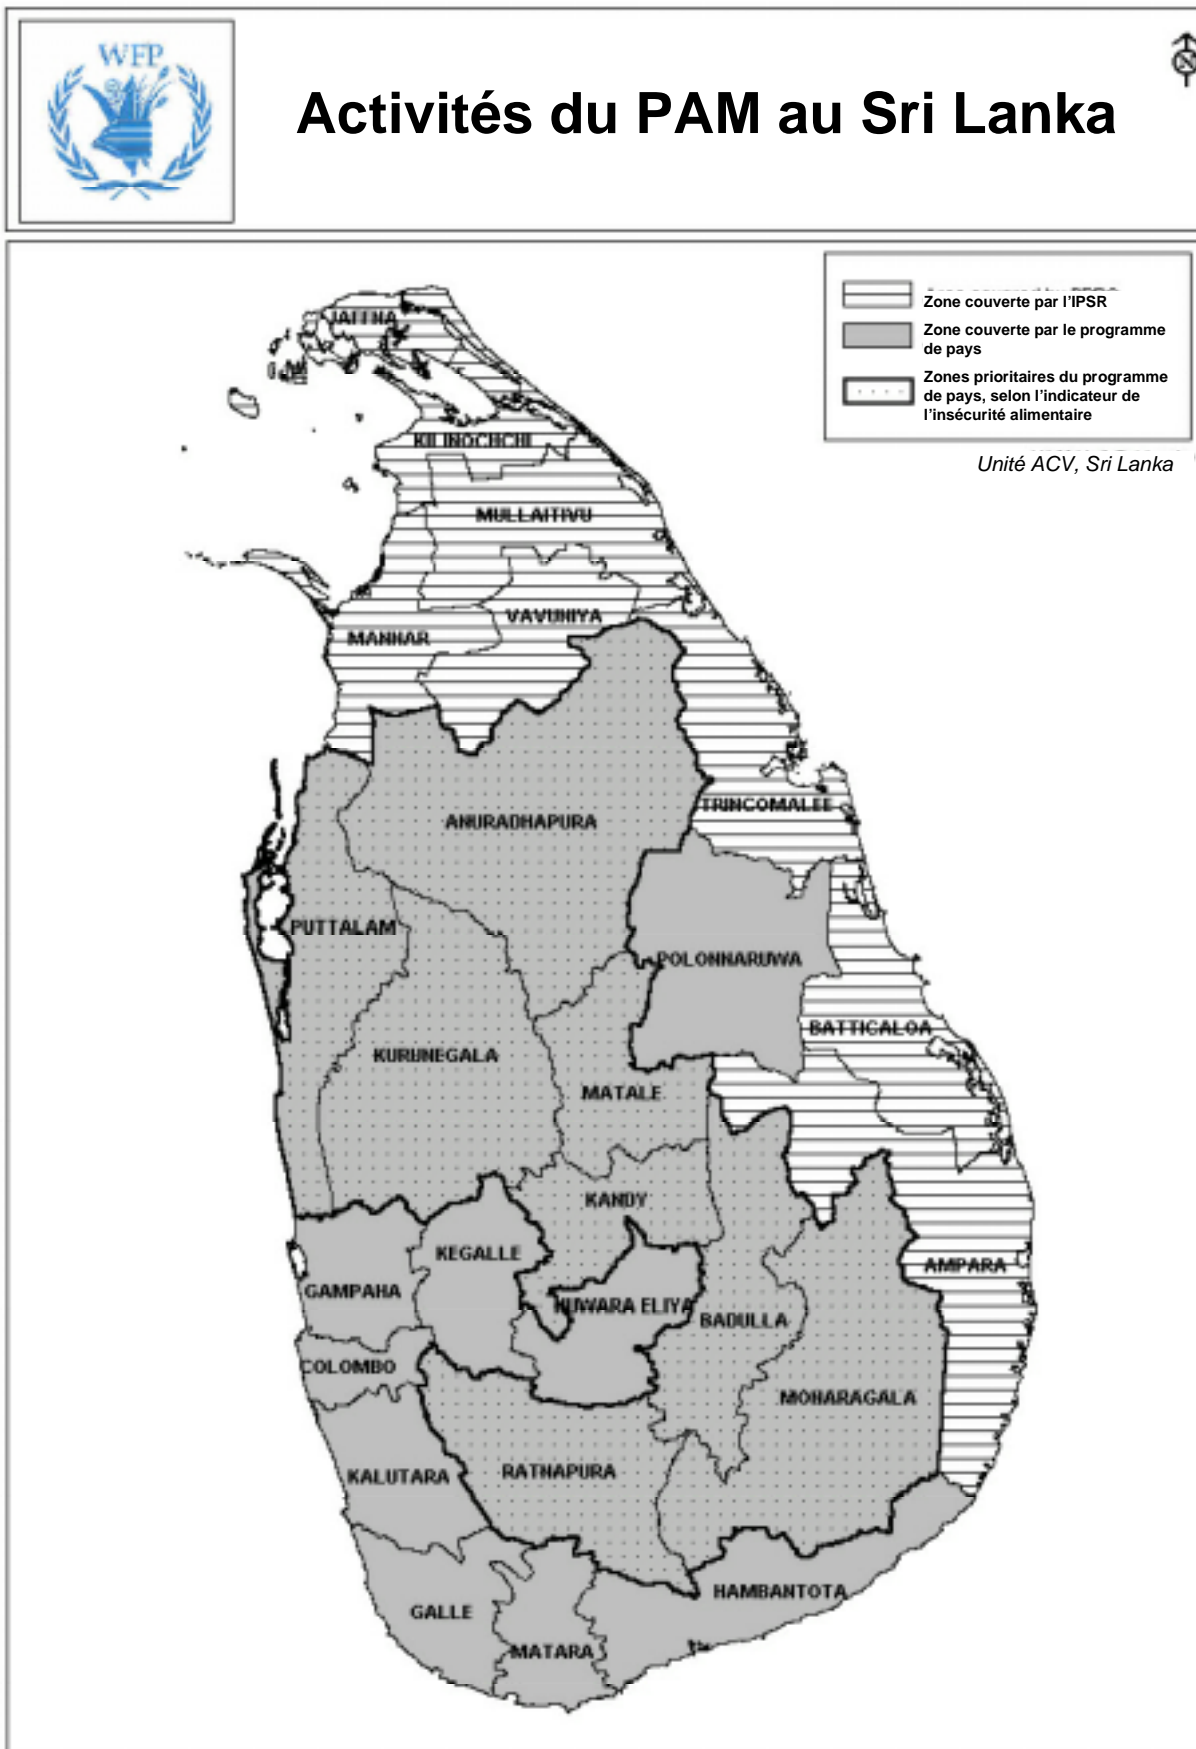 WFP
Activités du PAM au Sri Lanka
Zone couverte par l'IPSR
Zone couverte par le programme
de pays
Zones prioritaires du programme
de pays, selon l'indicateur de
l'insécurité alimentaire
Unité ACV, Sri Lanka
JAFFNA
KILINOCHCHI
MULLAITIVU
VAVUNIYA
MANNAR
TRINCOMALEE
ANURADHAPURA
PUTTALAM
POLONNARUWA
BATTICALOA
KURUNEGALA
MATALE
KANDY
KEGALLE
AMPARA
GAMPAHA
NUWARA ELIYA
BADULLA
COLOMBO
MONARAGALA
KALUTARA
RATNAPURA
HAMBANTOTA
GALLE
MATARA